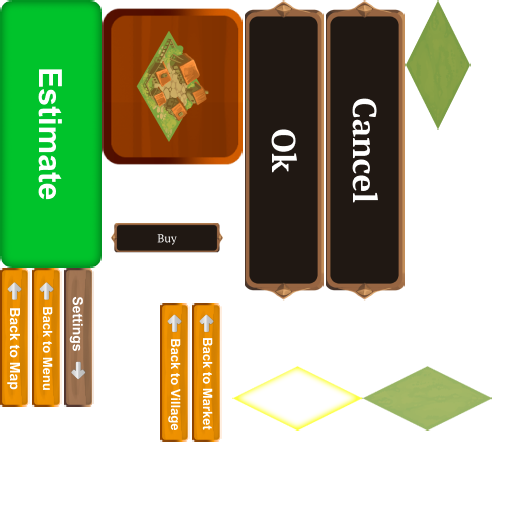 Estimate
Ok
Cancel
Buy
Back to Map
Back to Menu
Settings
Back to Village
Back to Market